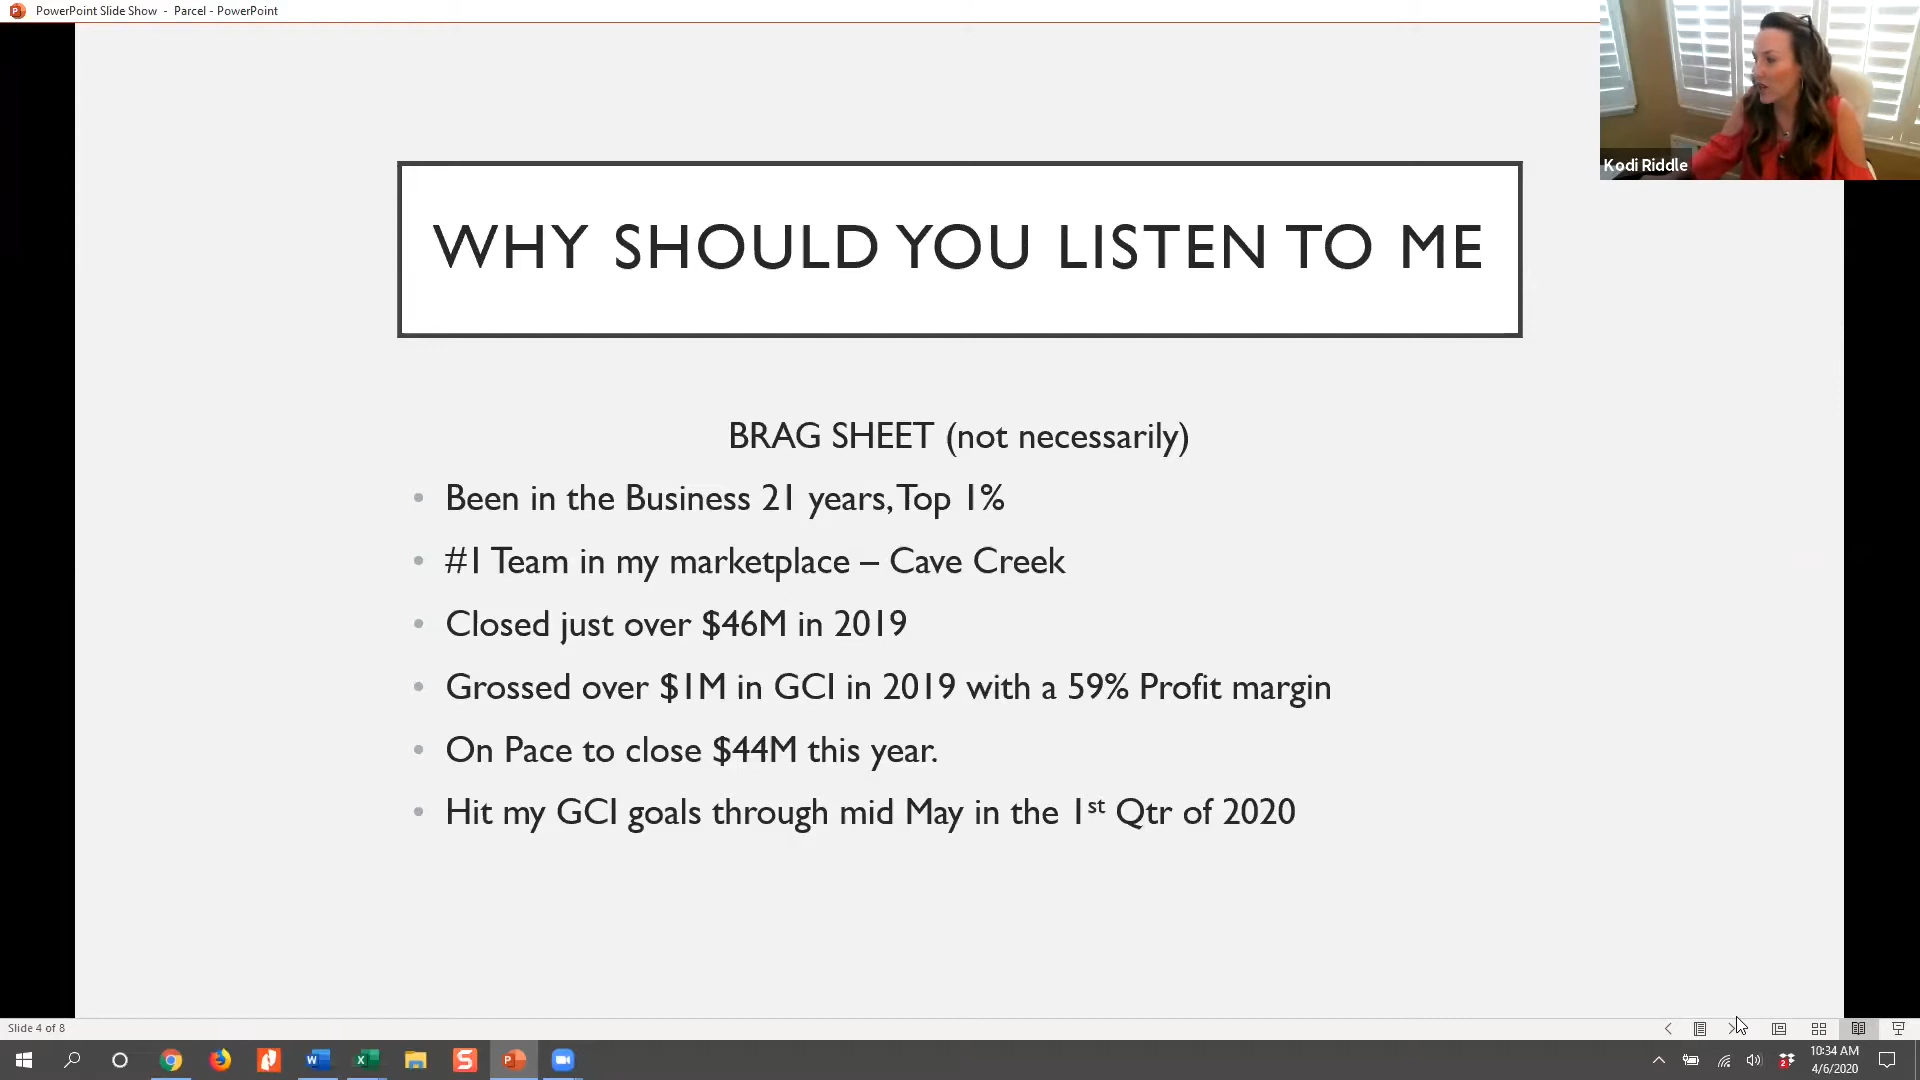 PowerPoint Slide Show - Parcel - PowerPoint
Kodi Riddle
WHY SHOULD YOU LISTEN TO ME
BRAG SHEET (not necessarily)
• Been in the Business 21 years, Top 1%
• #1 Team in my marketplace – Cave Creek
• Closed just over $46M in 2019
• Grossed over $1M in GCI in 2019 with a 59% Profit margin
• On Pace to close $44M this year.
• Hit my GCI goals through mid May in the 1st Qtr of 2020
Slide 4 of 8
10:34 AM
4/6/2020